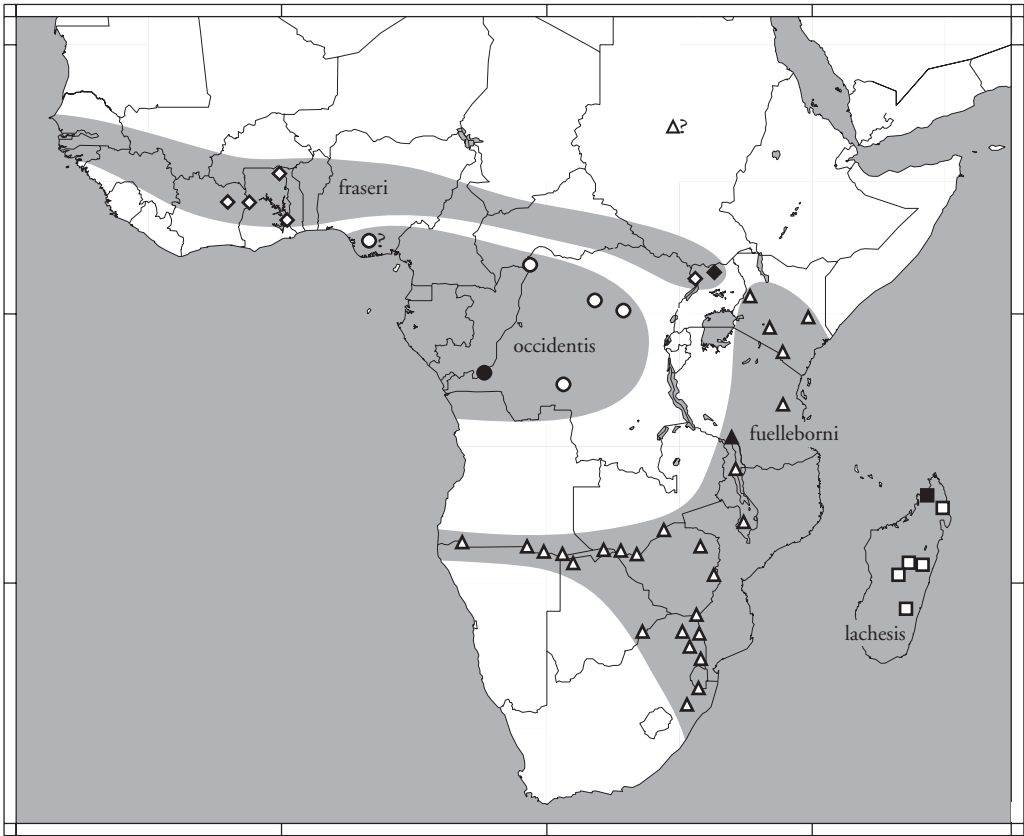 ?
fraseri
?
occidentis
fuelleborni
lachesis